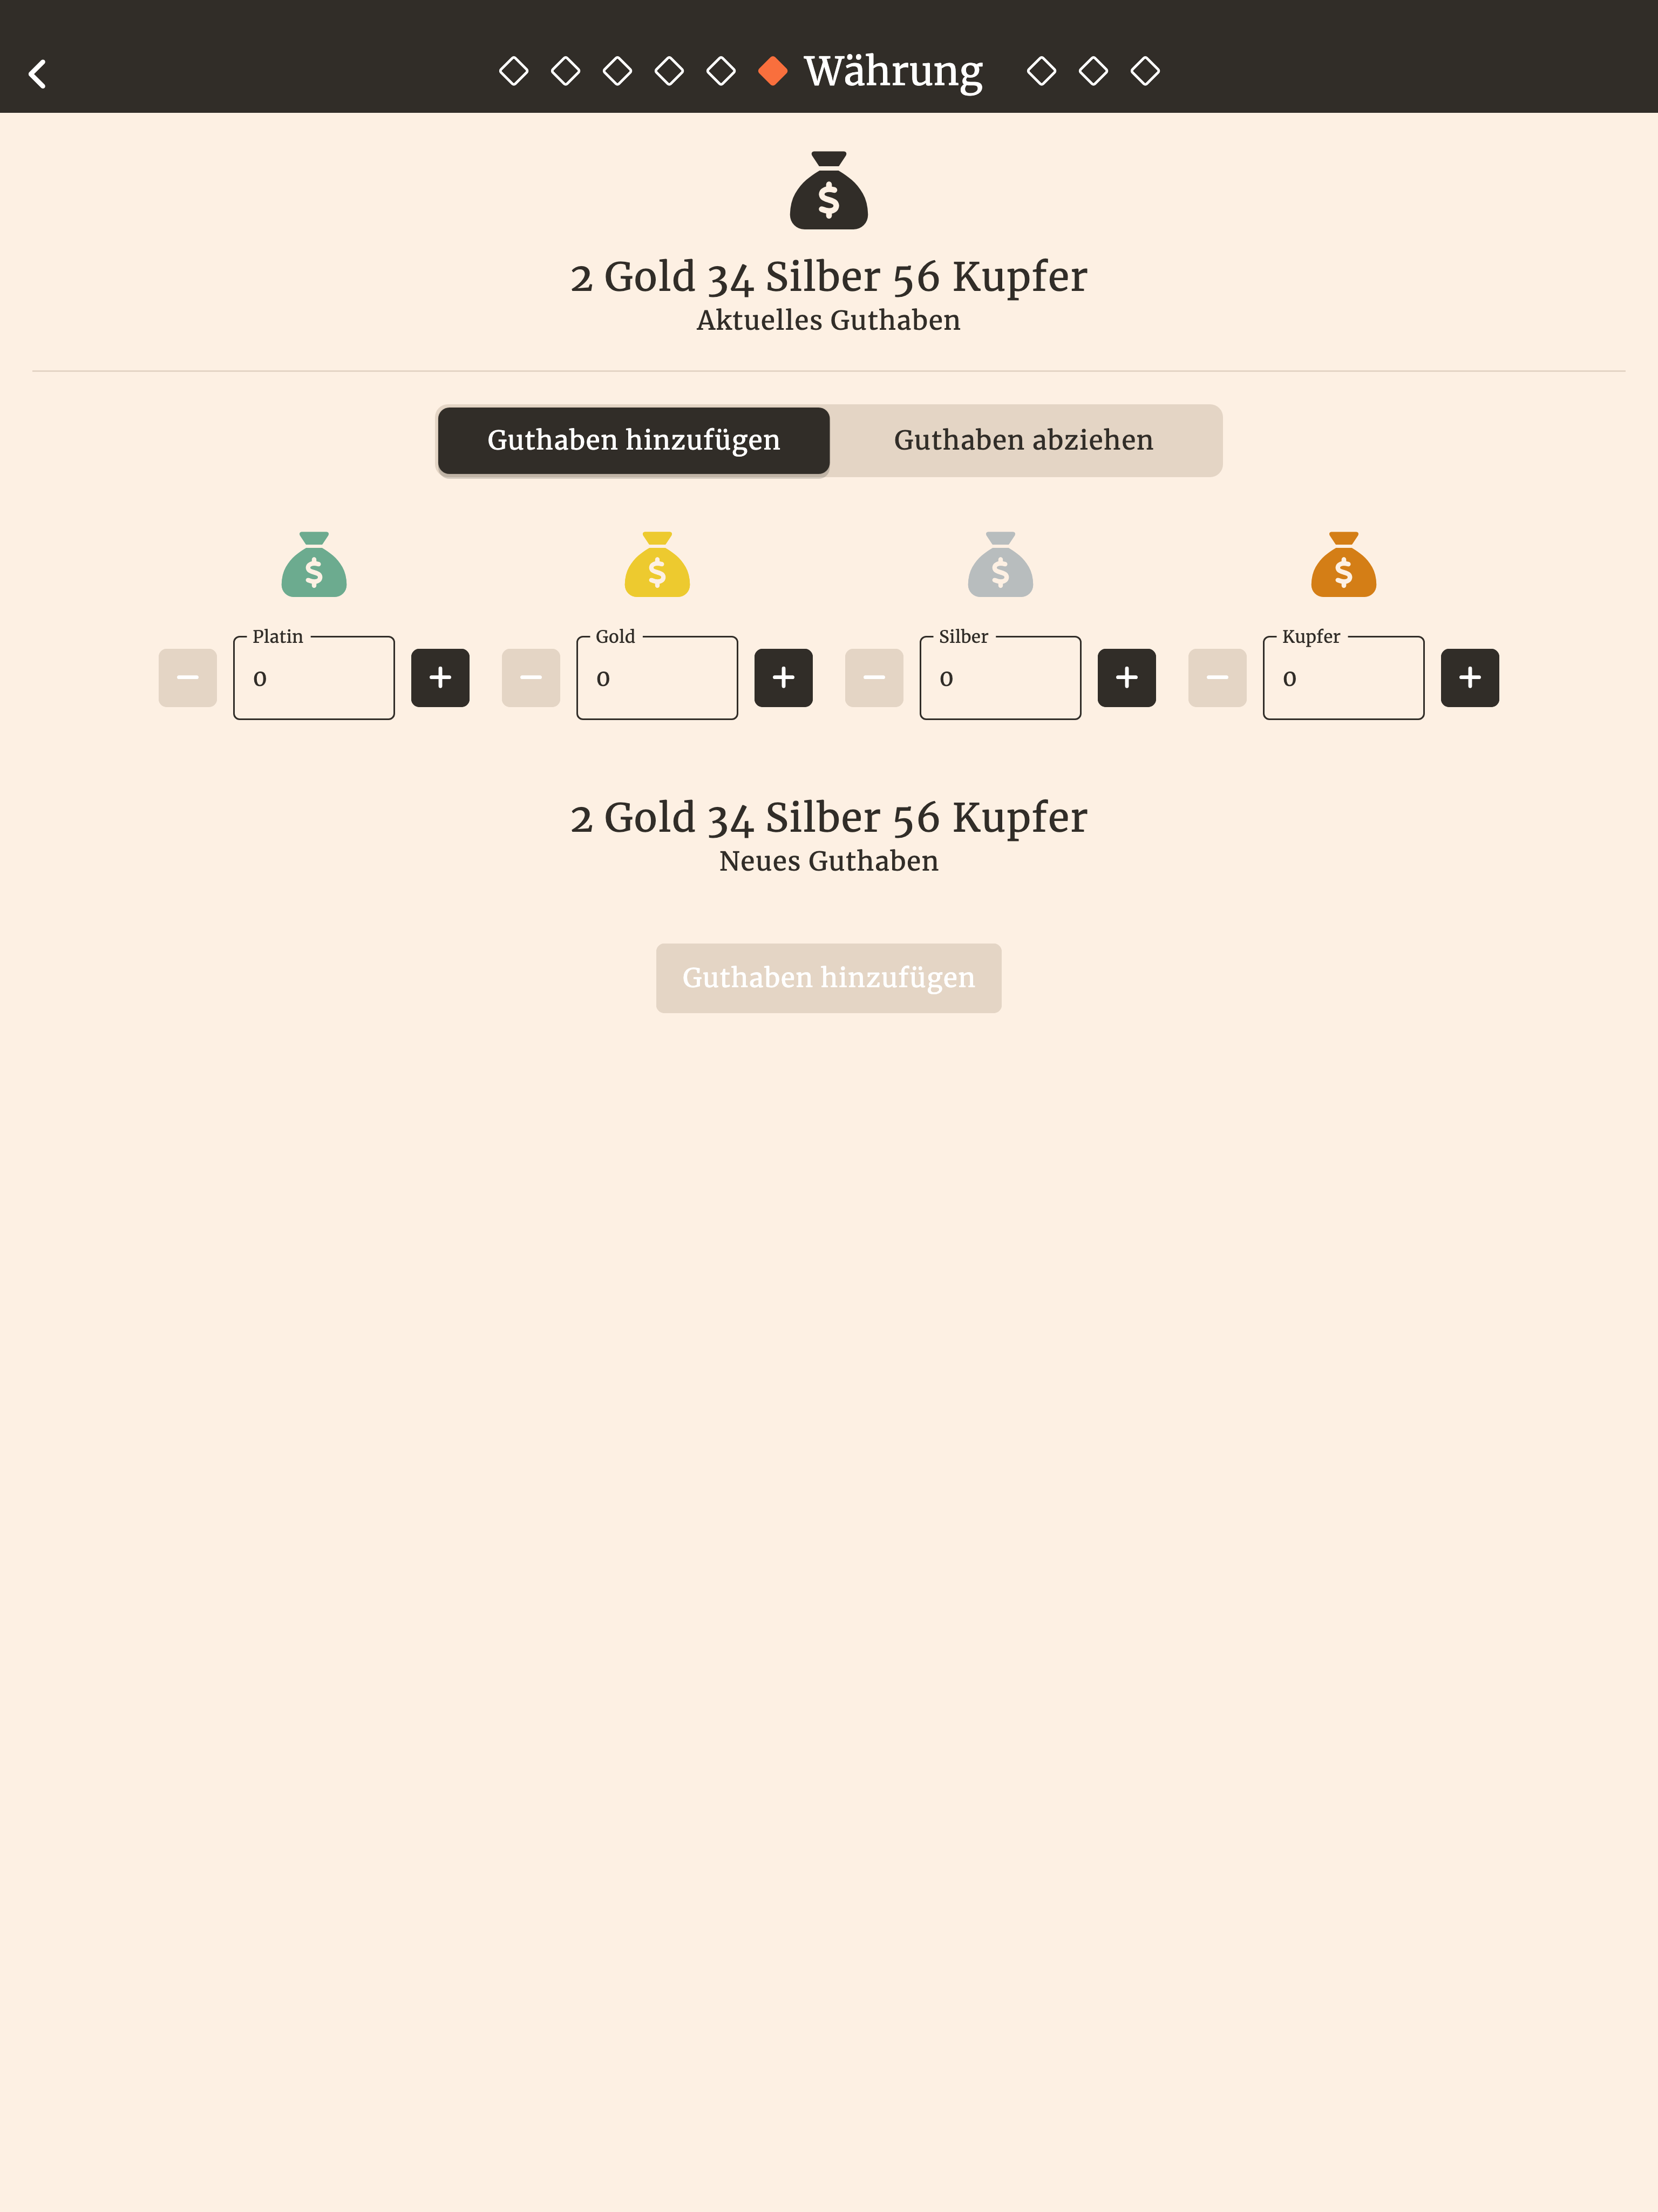 Währung
2 Gold 34 Silber 56 Kupfer
Aktuelles Guthaben
Guthaben hinzufügen Guthaben abziehen
$ $ $ $
Platin Gold Silber Kupfer
− 0 + − 0 + − 0 + − 0 +
2 Gold 34 Silber 56 Kupfer
Neues Guthaben
Guthaben hinzufügen